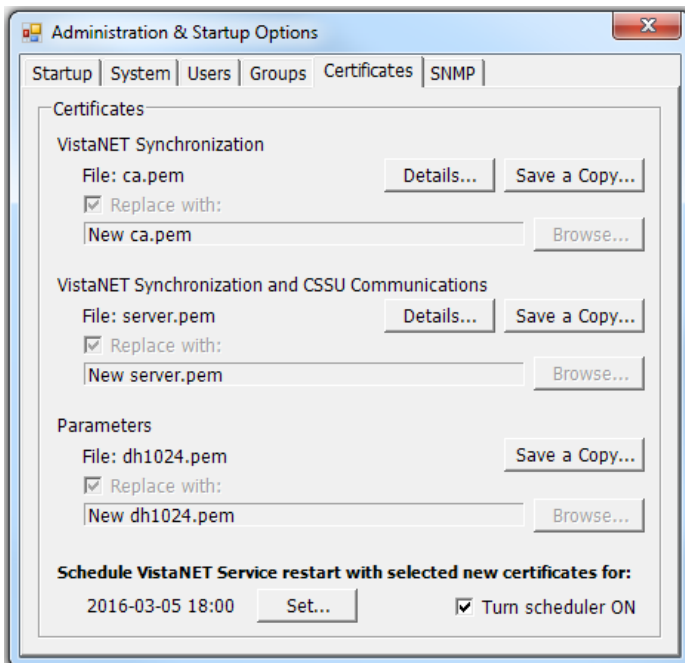 Administration & Startup Options
Startup System Users Groups Certificates SNMP
Certificates
VistaNET Synchronization
File: ca.pem Details... Save a Copy...
Replace with:
New ca.pem Browse...
VistaNET Synchronization and CSSU Communications
File: server.pem Details... Save a Copy...
Replace with:
New server.pem Browse...
Parameters
File: dh1024.pem Save a Copy...
Replace with:
New dh1024.pem Browse...
Schedule VistaNET Service restart with selected new certificates for:
2016-03-05 18:00 Set... Turn scheduler ON